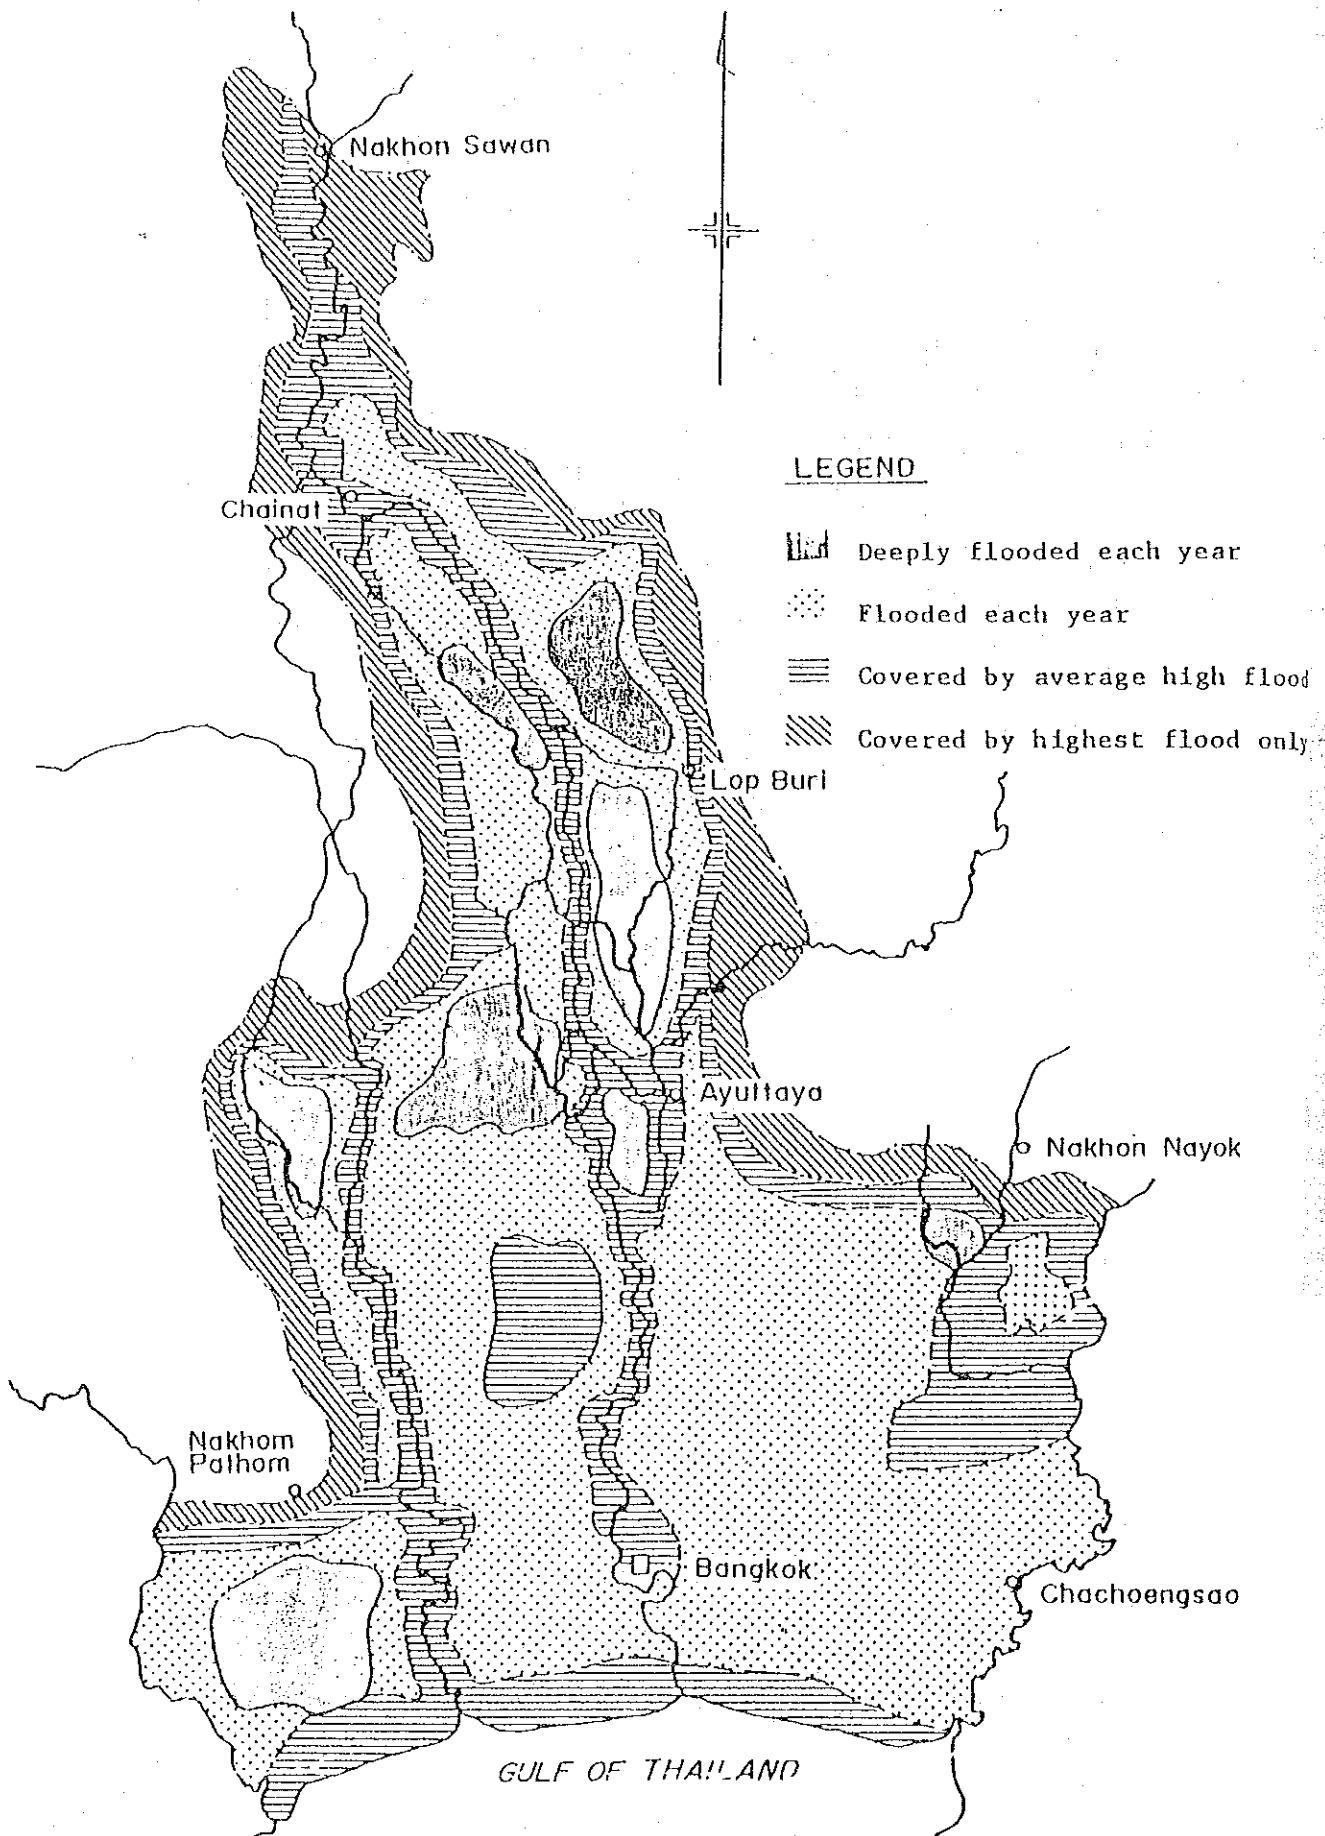 Nakhon Sawan
LEGEND
Chainat
Deeply flooded each year
Flooded each year
Covered by average high flood
Covered by highest flood only
Lop Buri
Ayuttaya
Nakhon Nayok
Nakhom
Pathom
Bangkok
Chachoengsao
GULF OF THAILAND